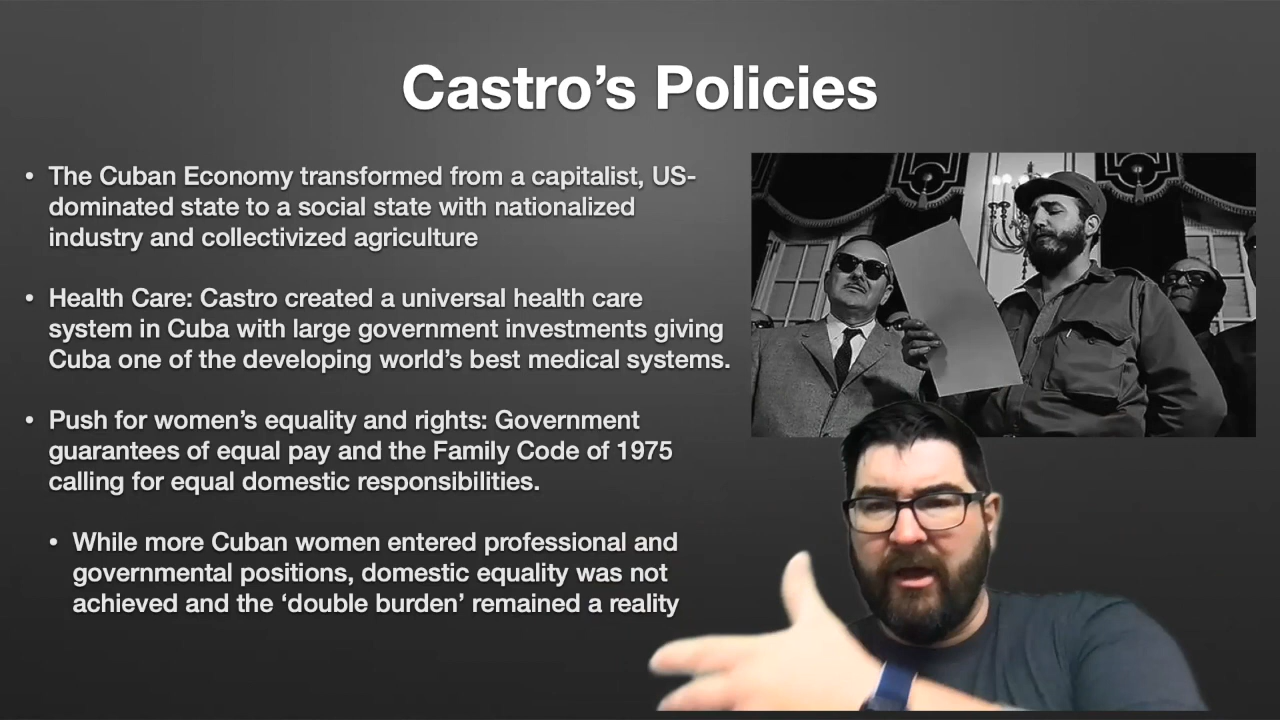 Castro’s Policies
• The Cuban Economy transformed from a capitalist, US-
dominated state to a social state with nationalized
industry and collectivized agriculture
• Health Care: Castro created a universal health care
system in Cuba with large government investments giving
Cuba one of the developing world’s best medical systems.
• Push for women’s equality and rights: Government
guarantees of equal pay and the Family Code of 1975
calling for equal domestic responsibilities.
• While more Cuban women entered professional and
governmental positions, domestic equality was not
achieved and the ‘double burden’ remained a reality